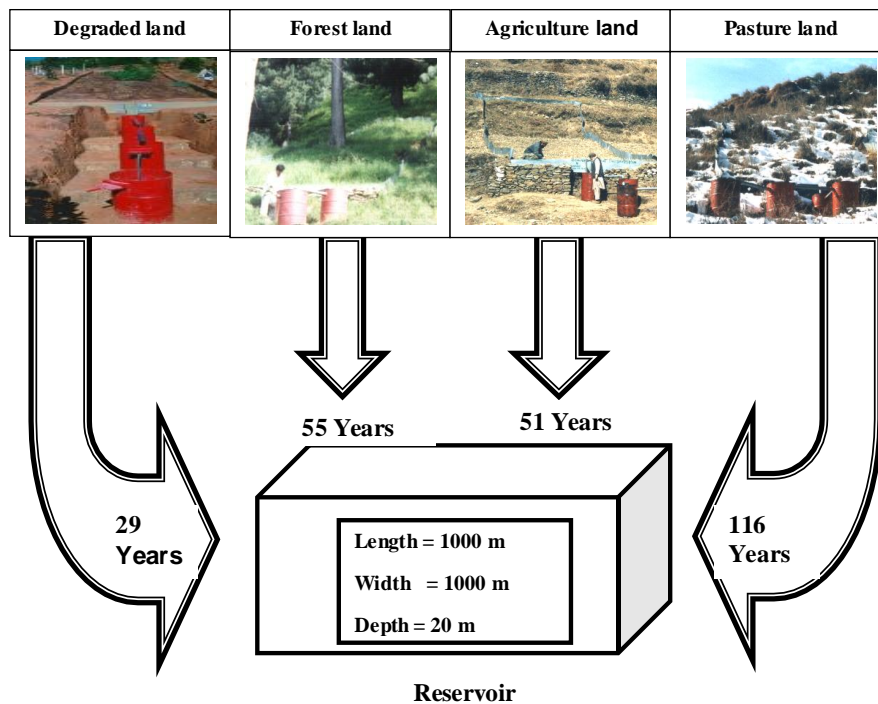 Degraded land
Forest land
Agriculture land
Pasture land
55 Years
51 Years
29
Years
116
Years
Length = 1000 m
Width = 1000 m
Depth = 20 m
Reservoir